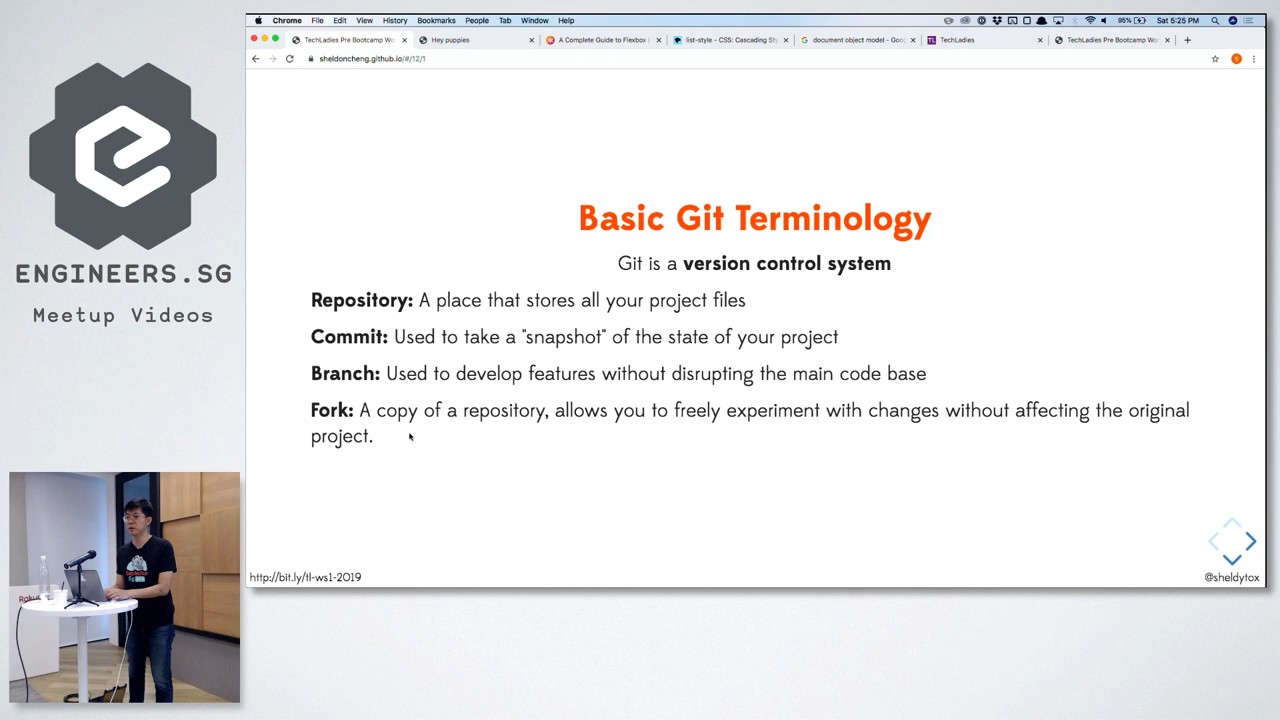 Chrome File Edit View History Bookmarks People Tab Window Help
95% Sat 5:25 PM
TechLadies Pre Bootcamp Wor
Hey puppies
A Complete Guide to Flexbox
list-style - CSS: Cascading Sty
document object model - Goo
TL TechLadies
TechLadies Pre Bootcamp Wor
sheldoncheng.github.io/#/12/1
ENGINEERS.SG
Meetup Videos
Basic Git Terminology
Git is a version control system
Repository: A place that stores all your project files
Commit: Used to take a "snapshot" of the state of your project
Branch: Used to develop features without disrupting the main code base
Fork: A copy of a repository, allows you to freely experiment with changes without affecting the original
project.
http://bit.ly/tl-ws1-2019
@sheldytox